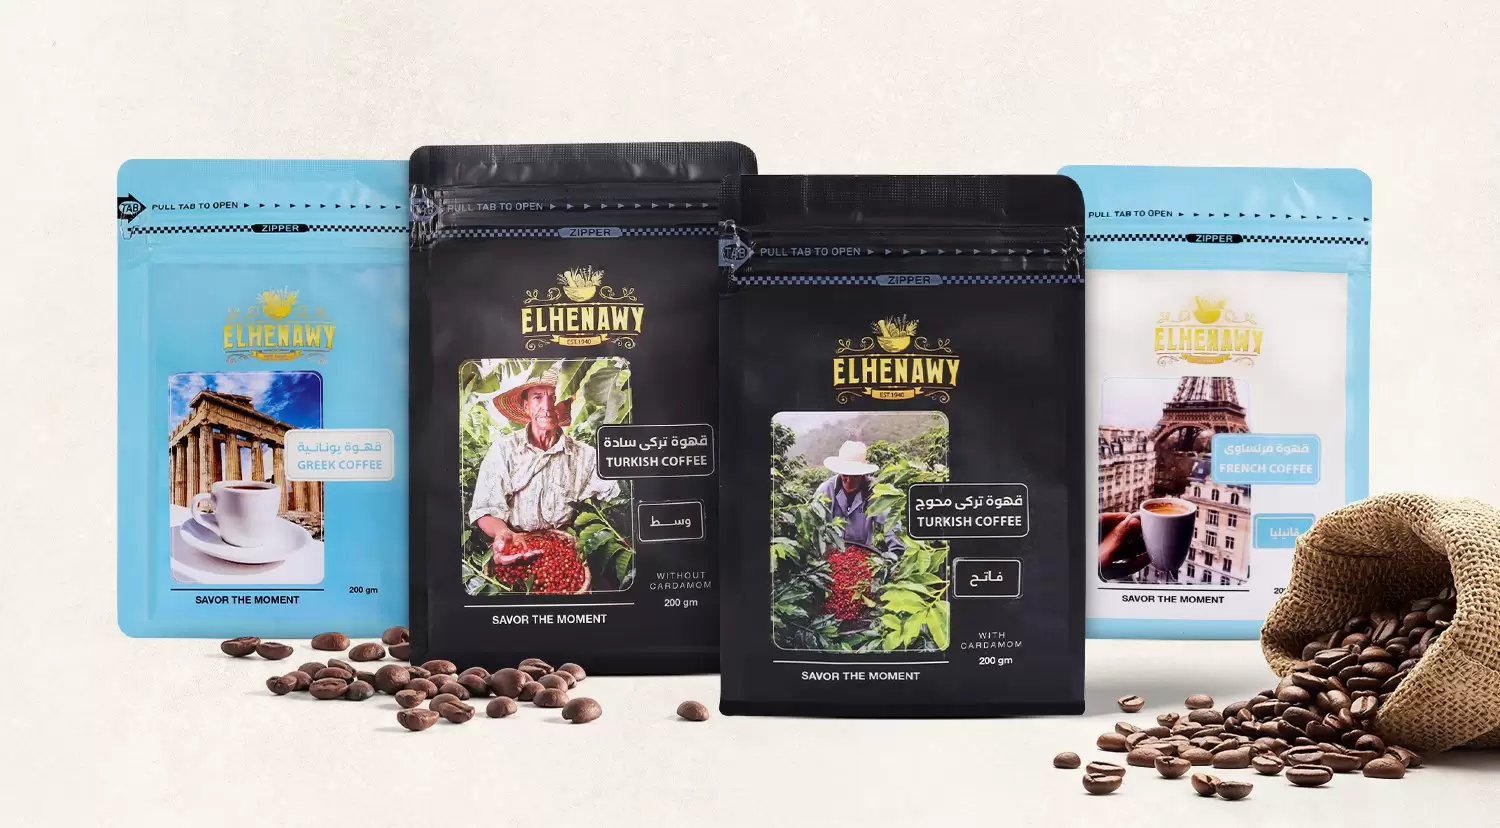 TAB
PULL TAB TO OPEN
ZIPPER
ELHENAWY
قهوة يونانية
GREEK COFFEE
200 gm
SAVOR THE MOMENT
PULL TAB TO OPEN
ZIPPER
ELHENAWY
EST.1940
قهوة تركى سادة
TURKISH COFFEE
وسط
WITHOUT
CARDAMOM
200 gm
SAVOR THE MOMENT
TAB
PULL TAB TO OPEN
ZIPPER
ELHENAWY
EST.1940
قهوة تركى محوج
TURKISH COFFEE
فاتح
WITH
CARDAMOM
200 gm
SAVOR THE MOMENT
PULL TAB TO OPEN
ZIPPER
ELHENAWY
قهوة فرنساوى
FRENCH COFFEE
فانيليا
SAVOR THE MOMENT